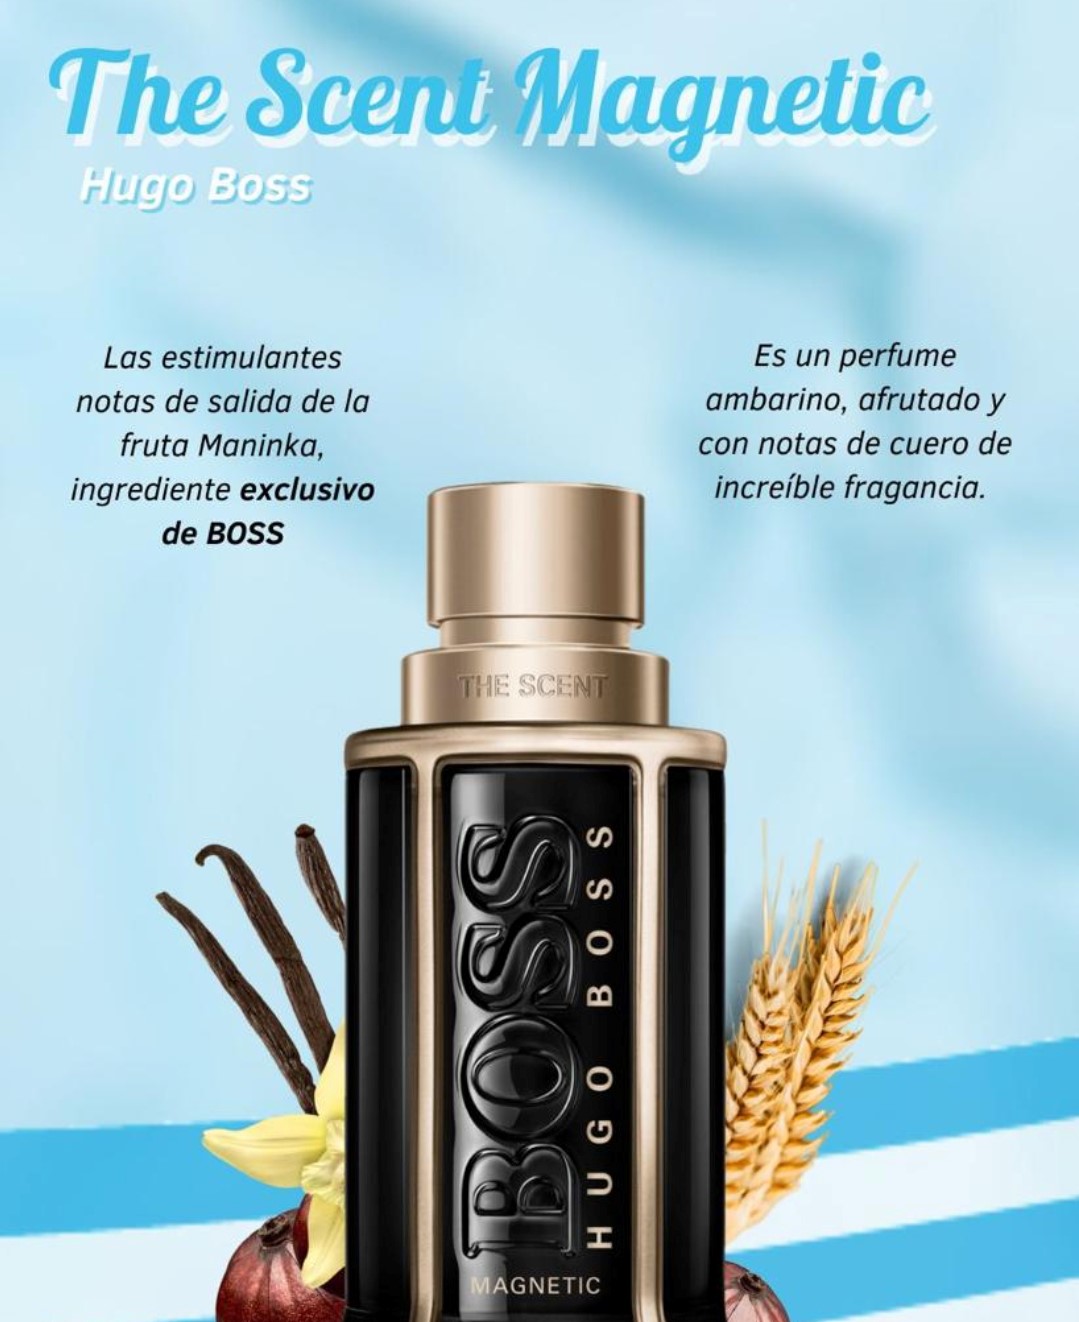 The Scent Magnetic
Hugo Boss
Las estimulantes
notas de salida de la
fruta Maninka,
ingrediente exclusivo
de BOSS
Es un perfume
ambarino, afrutado y
con notas de cuero de
increíble fragancia.
THE SCENT
BOSS
HUGO BOSS
MAGNETIC